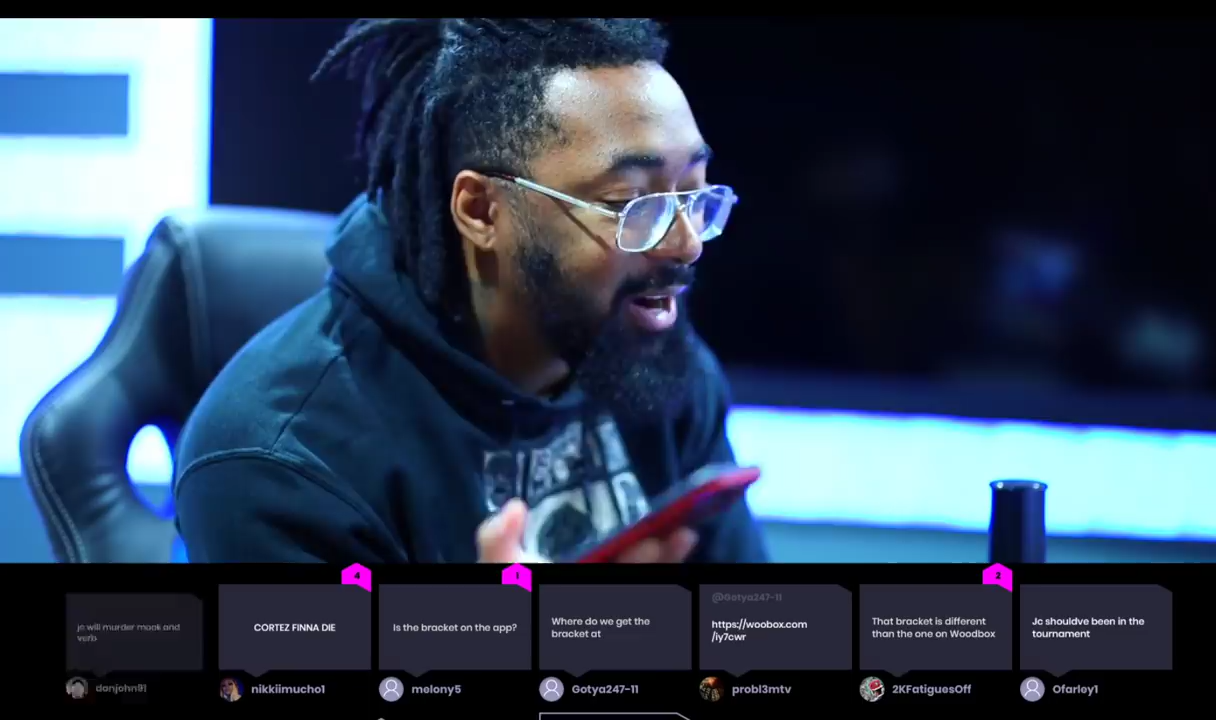 4
1
2
jc will murder mook and
verb
CORTEZ FINNA DIE
Is the bracket on the app?
Where do we get the
bracket at
@Gotya247-11
https://woobox.com
/iy7cwr
That bracket is different
than the one on Woodbox
Jc shouldve been in the
tournament
danjohn91
nikkiimucho1
melony5
Gotya247-11
probl3mtv
2KFatiguesOff
Ofarley1